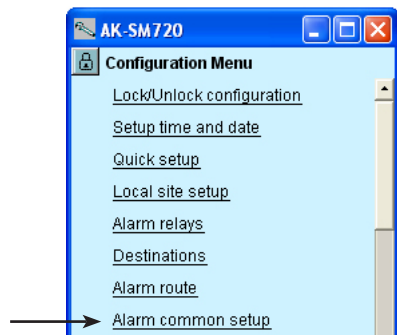 AK-SM720
Configuration Menu
Lock/Unlock configuration
Setup time and date
Quick setup
Local site setup
Alarm relays
Destinations
Alarm route
Alarm common setup